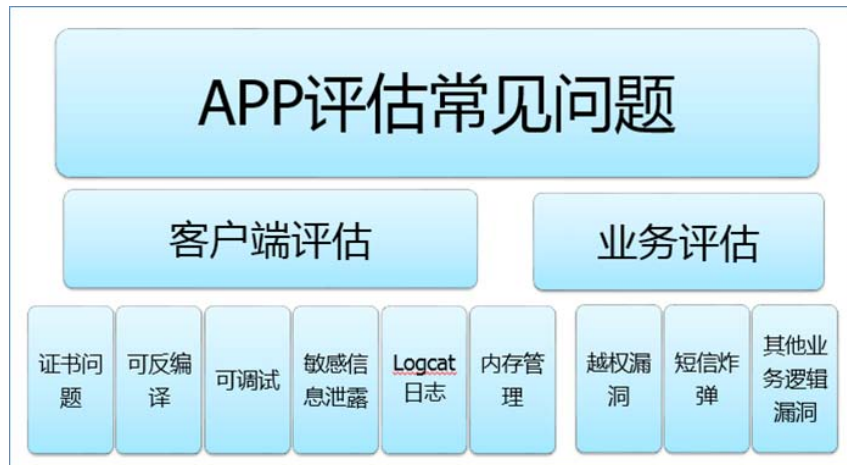 APP评估常见问题
客户端评估
业务评估
证书问
题
可反编
译
可调试
敏感信
息泄露
Logcat
日志
内存管
理
越权漏
洞
短信炸
弹
其他业
务逻辑
漏洞